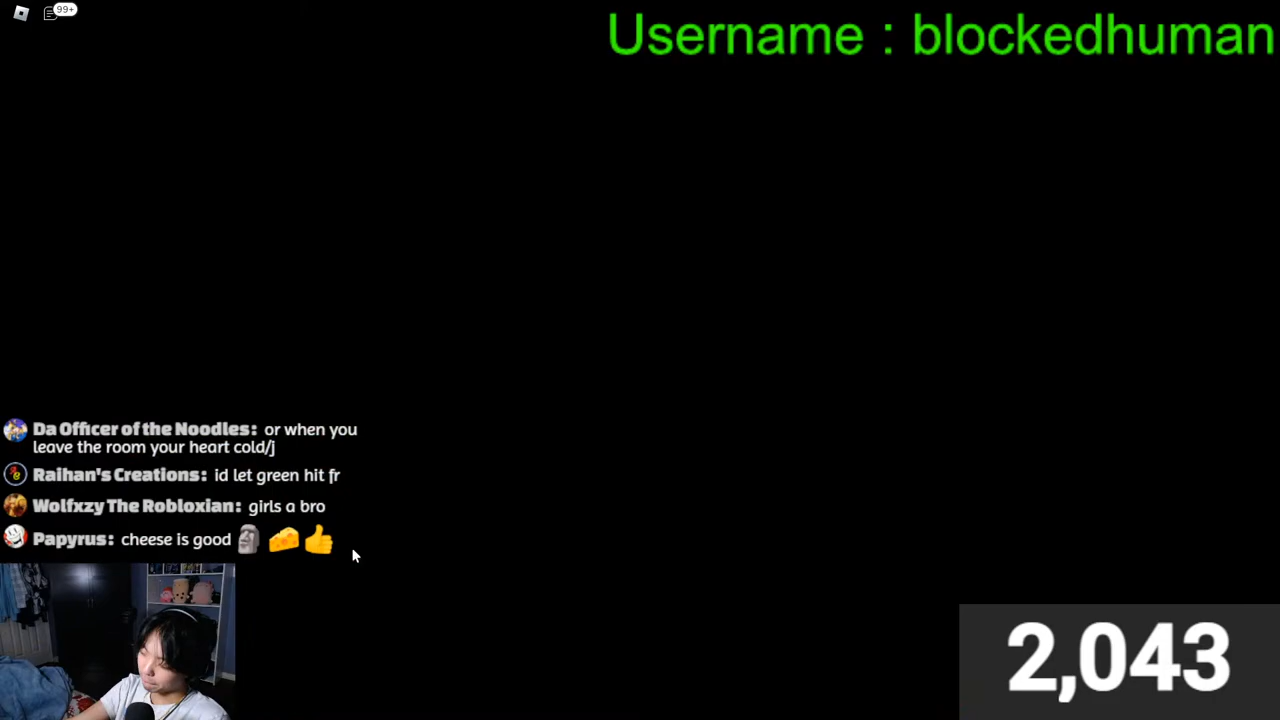 99+
Username : blockedhuman
Da Officer of the Noodles: or when you
leave the room your heart cold/j
Raihan's Creations: id let green hit fr
Wolfxzy The Robloxian: girls a bro
Papyrus: cheese is good 🗿 🧀 👍
2,043